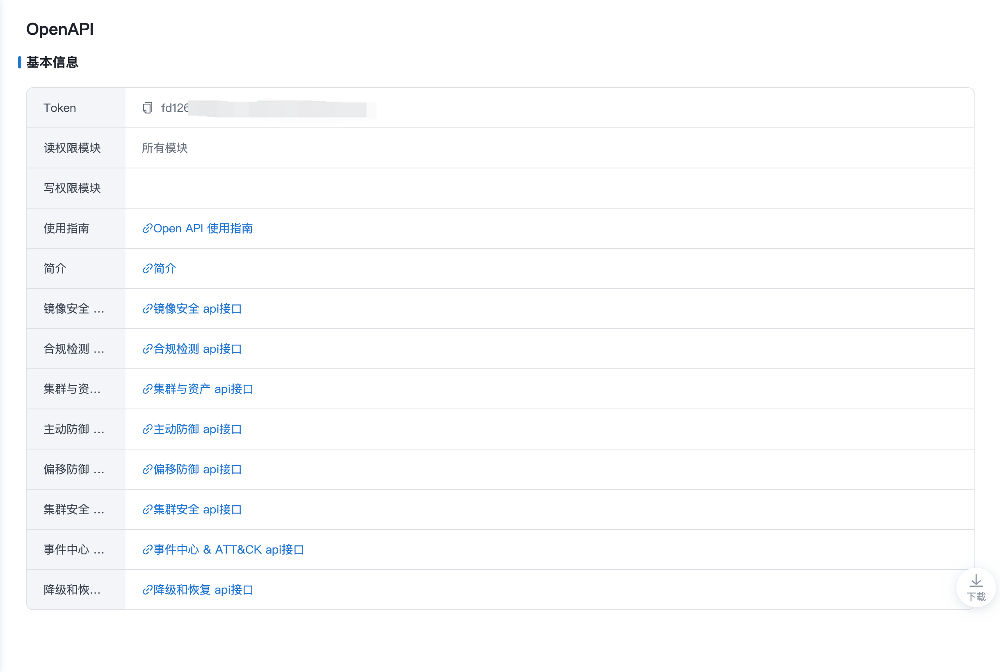 OpenAPI
基本信息
Token fd126
读权限模块 所有模块
写权限模块
使用指南 Open API 使用指南
简介 简介
镜像安全 ... 镜像安全 api接口
合规检测 ... 合规检测 api接口
集群与资... 集群与资产 api接口
主动防御 ... 主动防御 api接口
偏移防御 ... 偏移防御 api接口
集群安全 ... 集群安全 api接口
事件中心 ... 事件中心 & ATT&CK api接口
降级和恢... 降级和恢复 api接口
下载